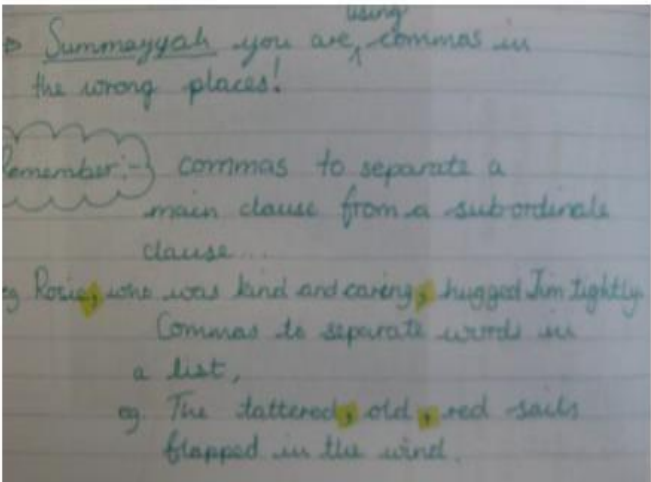 Summayyah you are using commas in
the wrong places!
Remember:- commas to separate a
main clause from a subordinate
clause...
eg Rosie, who was kind and caring, hugged Jim tightly.
Commas to separate words in
a list,
eg The tattered, old, red sails
flapped in the wind.